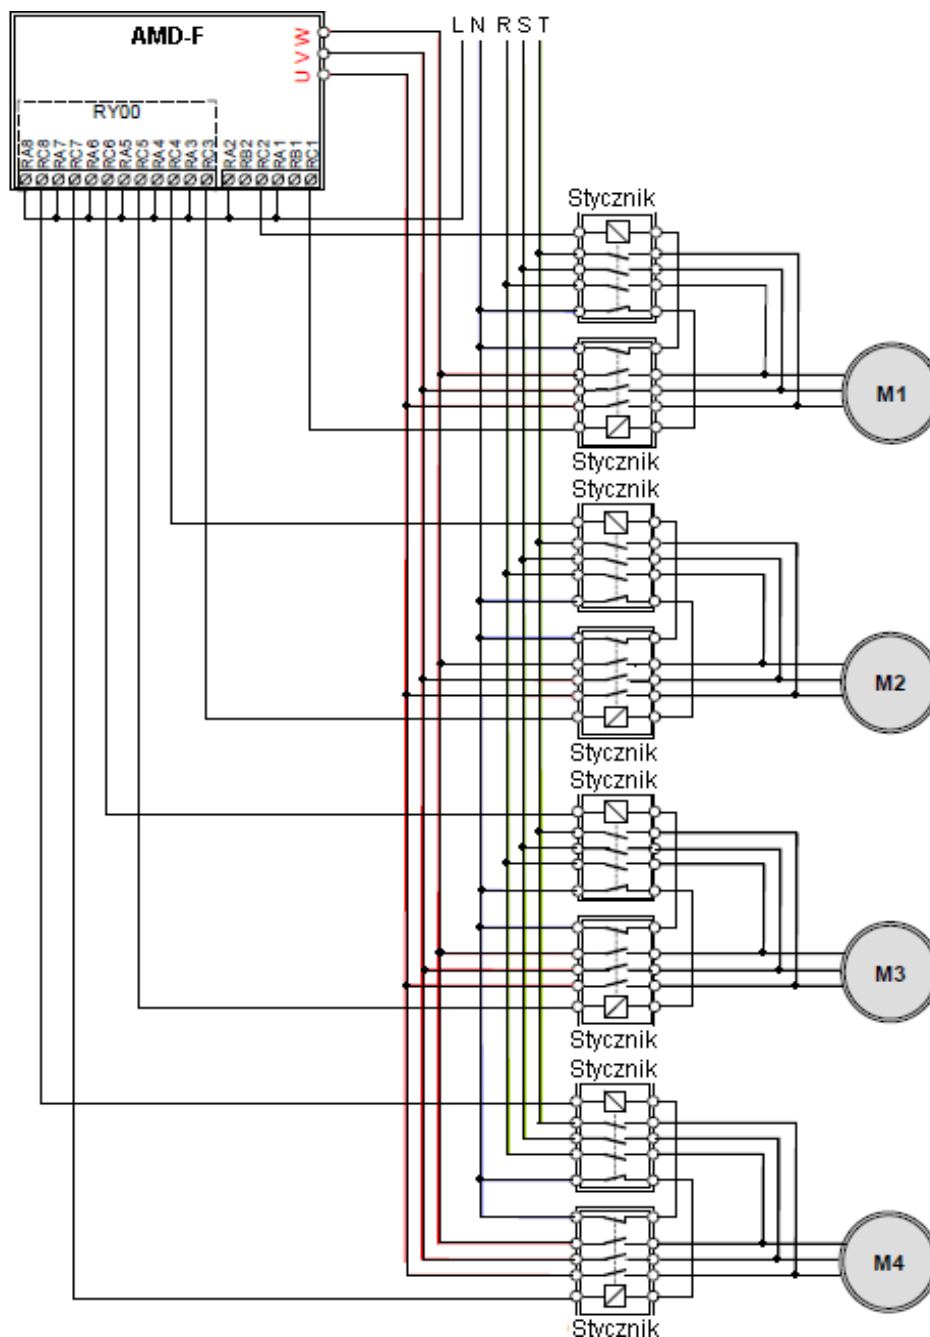 AMD-F
U V W
L N R S T
RY00
RA8 RC8 RA7 RC7 RA6 RC6 RA5 RC5 RA4 RC4 RA3 RC3 RA2 RB2 RC2 RA1 RB1 RC1
Stycznik
M1
Stycznik
Stycznik
M2
Stycznik
Stycznik
M3
Stycznik
Stycznik
M4
Stycznik